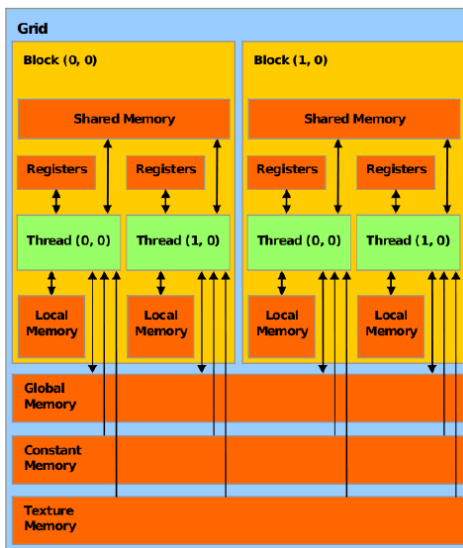 Grid
Block (0, 0)
Block (1, 0)
Shared Memory
Shared Memory
Registers
Registers
Registers
Registers
Thread (0, 0)
Thread (1, 0)
Thread (0, 0)
Thread (1, 0)
Local
Memory
Local
Memory
Local
Memory
Local
Memory
Global
Memory
Constant
Memory
Texture
Memory